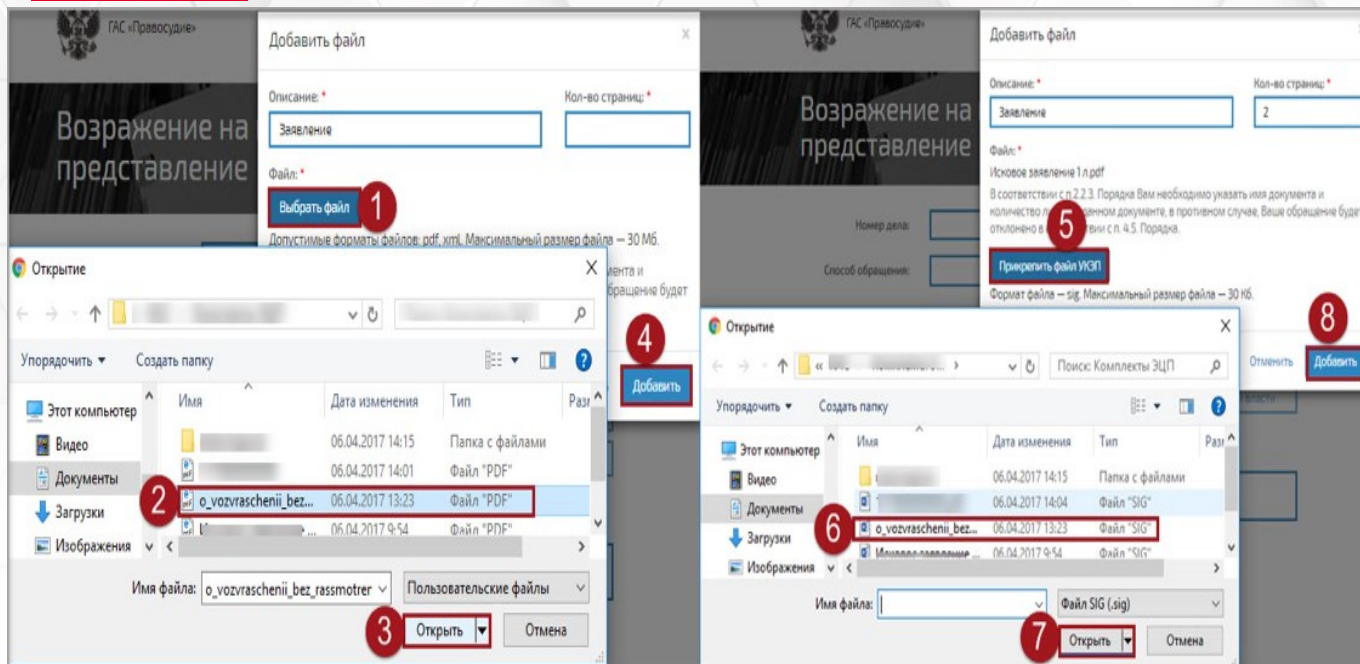 ГАС «Правосудие»
Возражение на
представление
Добавить файл
X
Описание: *
Кол-во страниц: *
Заявление
Файл: *
Выбрать файл
1
Допустимые форматы файлов: pdf, xml. Максимальный размер файла — 30 Мб.
обращение будет
4
Добавить
Открытие
X
Упорядочить
Создать папку
?
Этот компьютер
Видео
Документы
Загрузки
Изображения
Имя
Дата изменения
Тип
06.04.2017 14:15
Папка с файлами
06.04.2017 14:01
Файл "PDF"
2
o_vozvraschenii_bez...
06.04.2017 13:23
Файл "PDF"
06.04.2017 9:54
Файл "PDF"
Имя файла:
o_vozvraschenii_bez_rassmotrer
Пользовательские файлы
3
Открыть
Отмена
ГАС «Правосудие»
Возражение на
представление
Номер дела:
Способ обращения:
Добавить файл
Описание: *
Кол-во страниц: *
Заявление
2
Файл: *
Исковое заявление 1 л.pdf
В соответствии с п.2.2.3. Порядка Вам необходимо указать имя документа и
количество в данном документе, в противном случае, Ваше обращение будет
отклонено в с п. 4.5. Порядка.
5
Прикрепить файл УКЭП
Формат файла — sig. Максимальный размер файла — 30 Кб.
8
Отменить
Добавить
Открытие
X
Поиск: Комплекты ЭЦП
Упорядочить
Создать папку
?
Этот компьютер
Видео
Документы
Загрузки
Изображения
Имя
Дата изменения
Тип
06.04.2017 14:15
Папка с файлами
06.04.2017 14:04
Файл "SIG"
6
o_vozvraschenii_bez...
06.04.2017 13:23
Файл "SIG"
Исковое заявление ...
06.04.2017 9:54
Файл "SIG"
Имя файла:
Файл SIG (.sig)
7
Открыть
Отмена